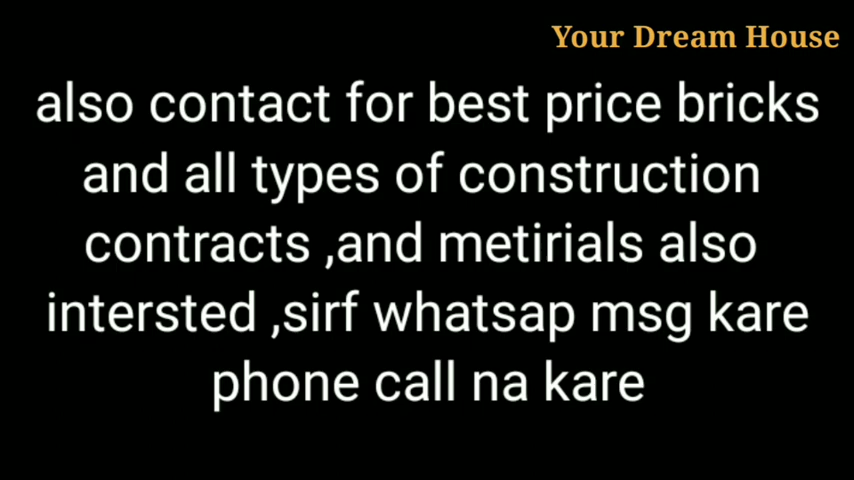 Your Dream House
also contact for best price bricks
and all types of construction
contracts ,and metirials also
intersted ,sirf whatsap msg kare
phone call na kare